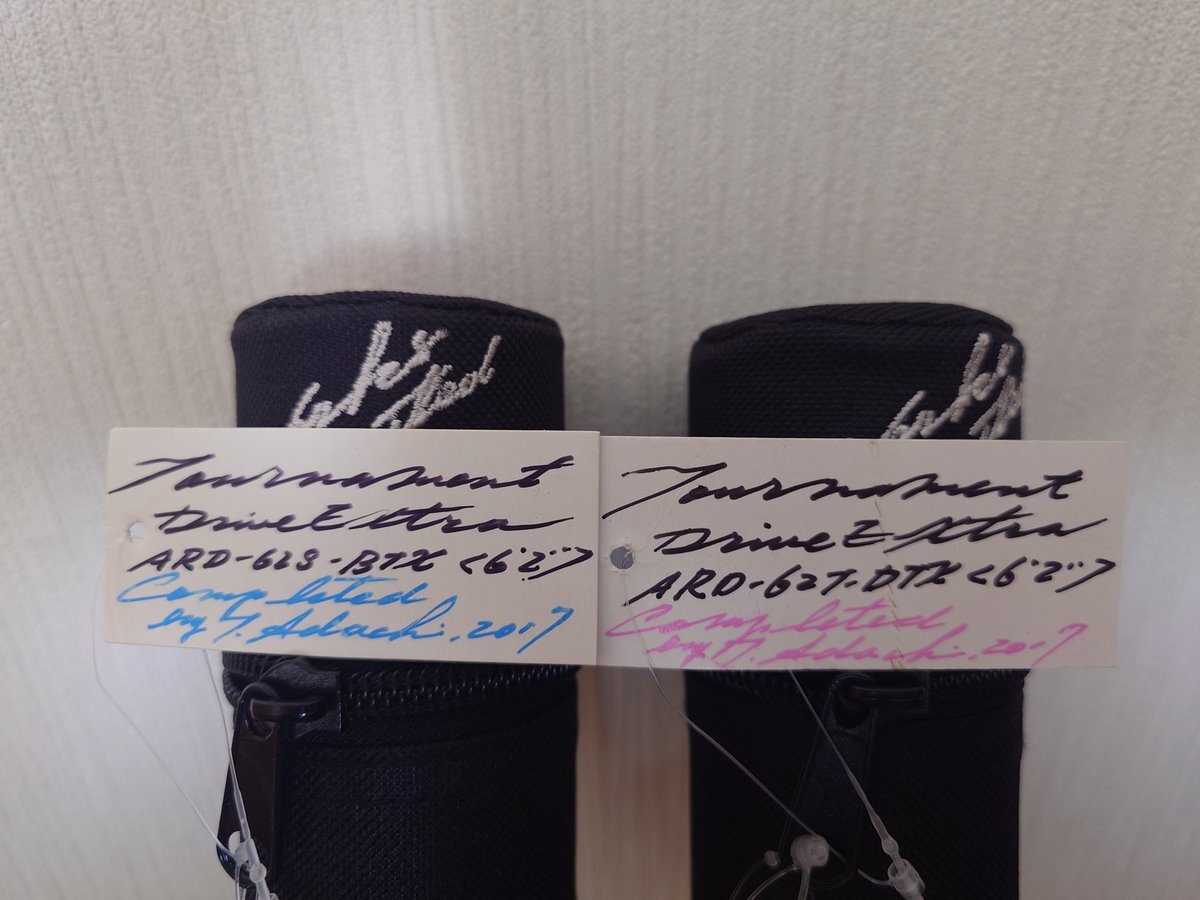 Tournament
Drive Extra
ARD-62S-BTX <6'2">
Completed
by T. Adachi. 2017
Tournament
Drive Extra
ARD-627-DTX <6'2">
Completed
by T. Adachi. 2017